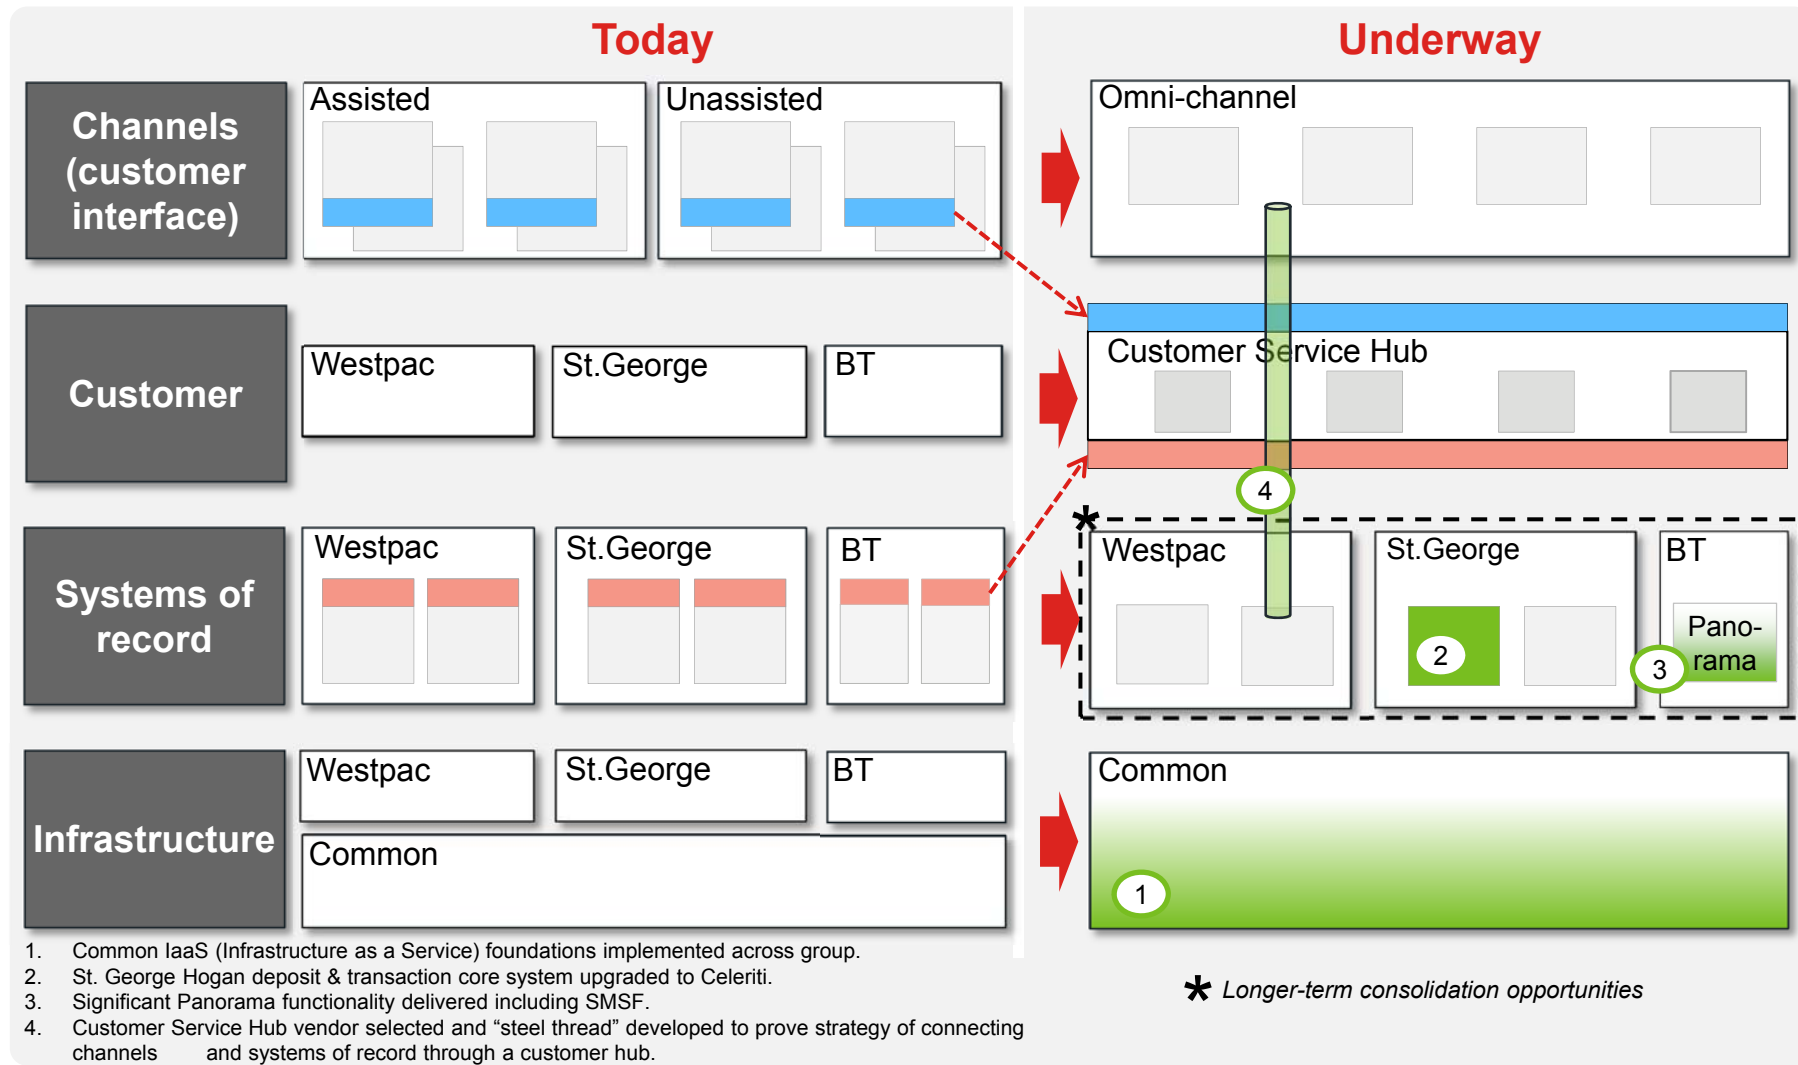 Today
Underway
Channels
(customer
interface)
Assisted
Unassisted
Omni-channel
Customer
Westpac
St.George
BT
Customer Service Hub
4
Systems of
record
Westpac
St.George
BT
*
Westpac
St.George
BT
2
3
Pano-
rama
Infrastructure
Westpac
St.George
BT
Common
Common
1
1. Common IaaS (Infrastructure as a Service) foundations implemented across group.
2. St. George Hogan deposit & transaction core system upgraded to Celeriti.
3. Significant Panorama functionality delivered including SMSF.
4. Customer Service Hub vendor selected and “steel thread” developed to prove strategy of connecting
channels and systems of record through a customer hub.
* Longer-term consolidation opportunities